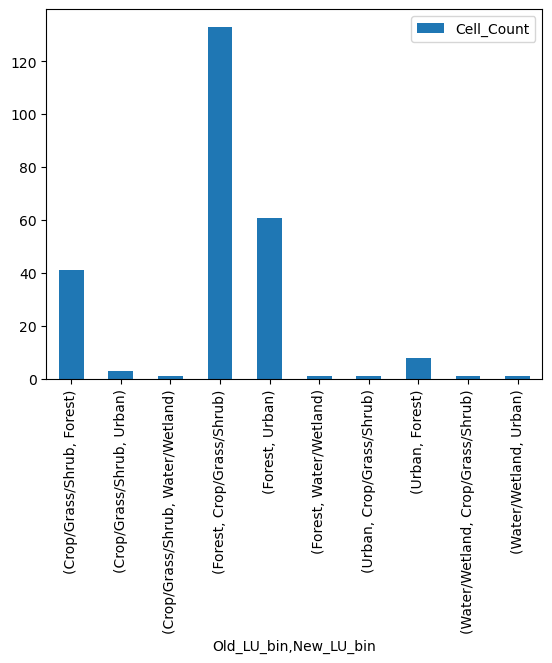 Cell_Count
120
100
80
60
40
20
0
(Crop/Grass/Shrub, Forest)
(Crop/Grass/Shrub, Urban)
(Crop/Grass/Shrub, Water/Wetland)
(Forest, Crop/Grass/Shrub)
(Forest, Urban)
(Forest, Water/Wetland)
(Urban, Crop/Grass/Shrub)
(Urban, Forest)
(Water/Wetland, Crop/Grass/Shrub)
(Water/Wetland, Urban)
Old_LU_bin,New_LU_bin